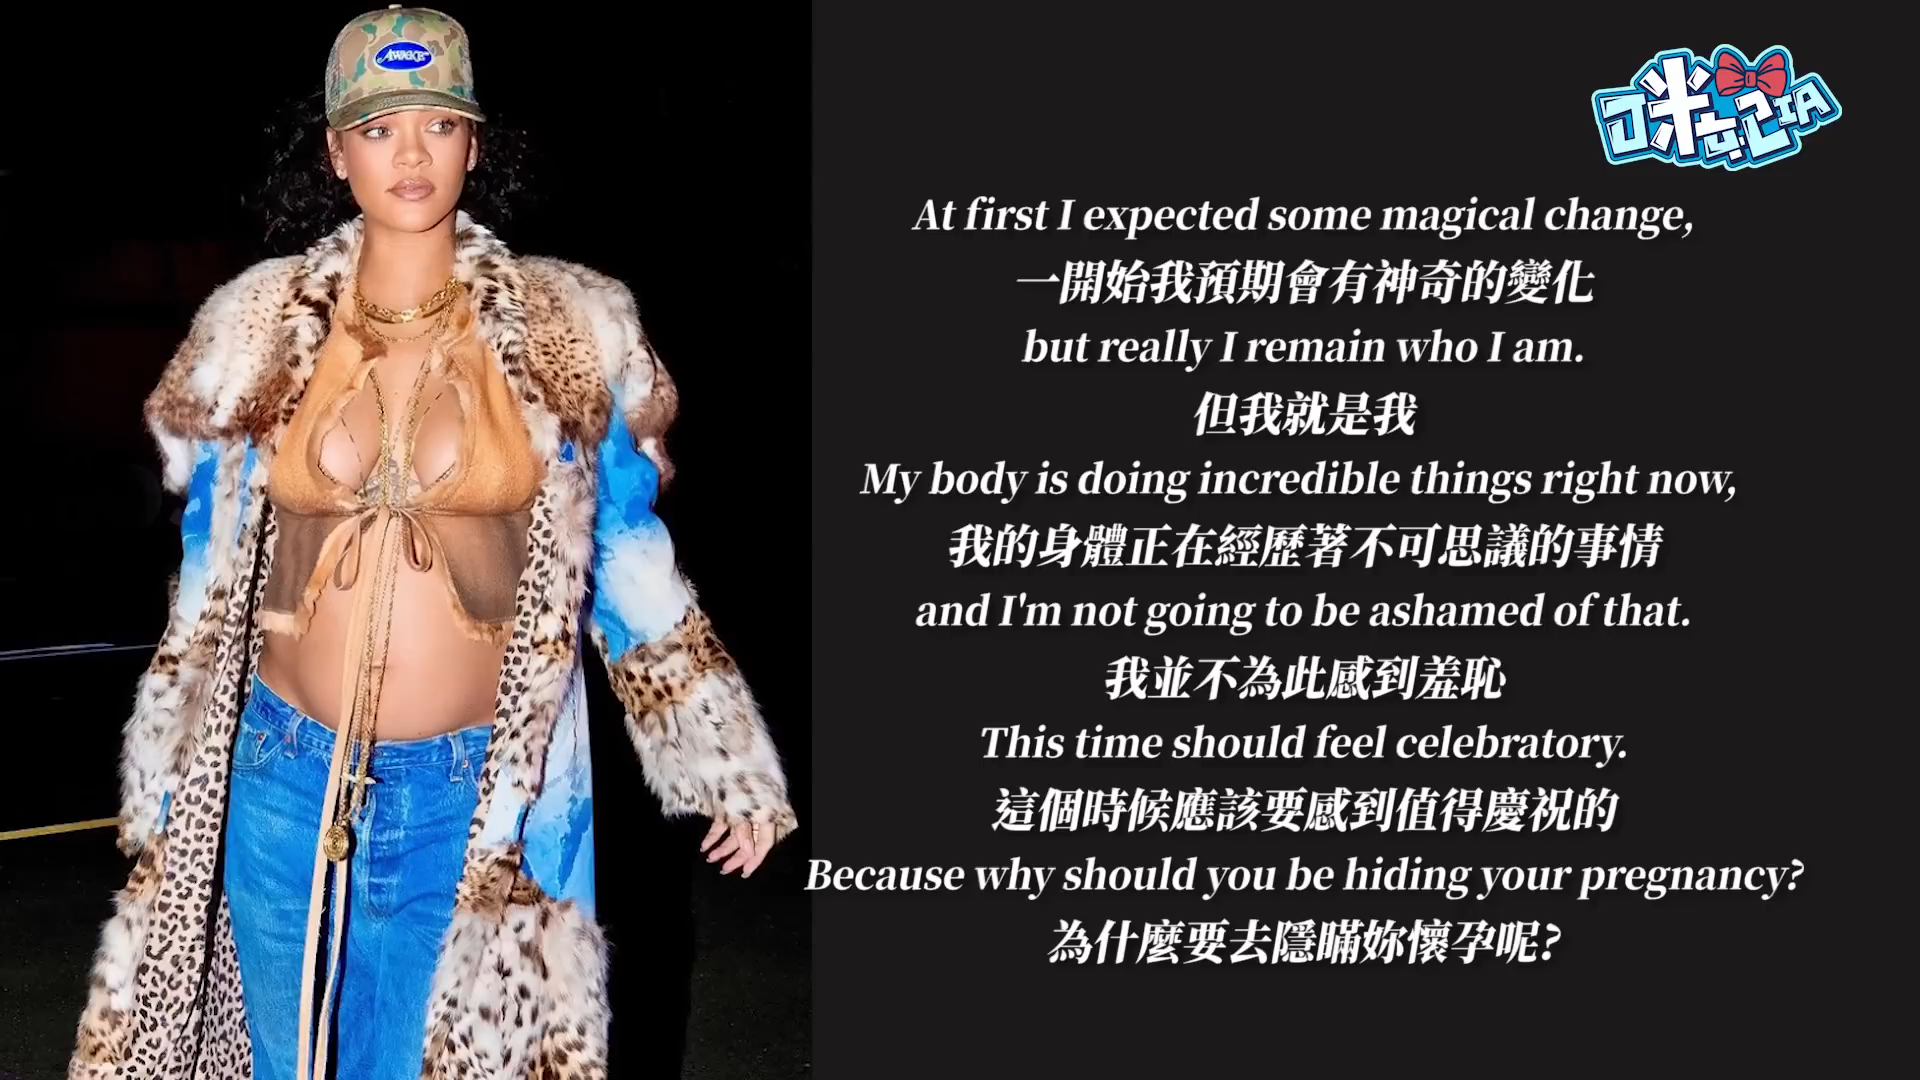 AWAKE
咪妃IA
At first I expected some magical change,
一開始我預期會有神奇的變化
but really I remain who I am.
但我就是我
My body is doing incredible things right now,
我的身體正在經歷著不可思議的事情
and I'm not going to be ashamed of that.
我並不為此感到羞恥
This time should feel celebratory.
這個時候應該要感到值得慶祝的
Because why should you be hiding your pregnancy?
為什麼要去隱瞞妳懷孕呢?